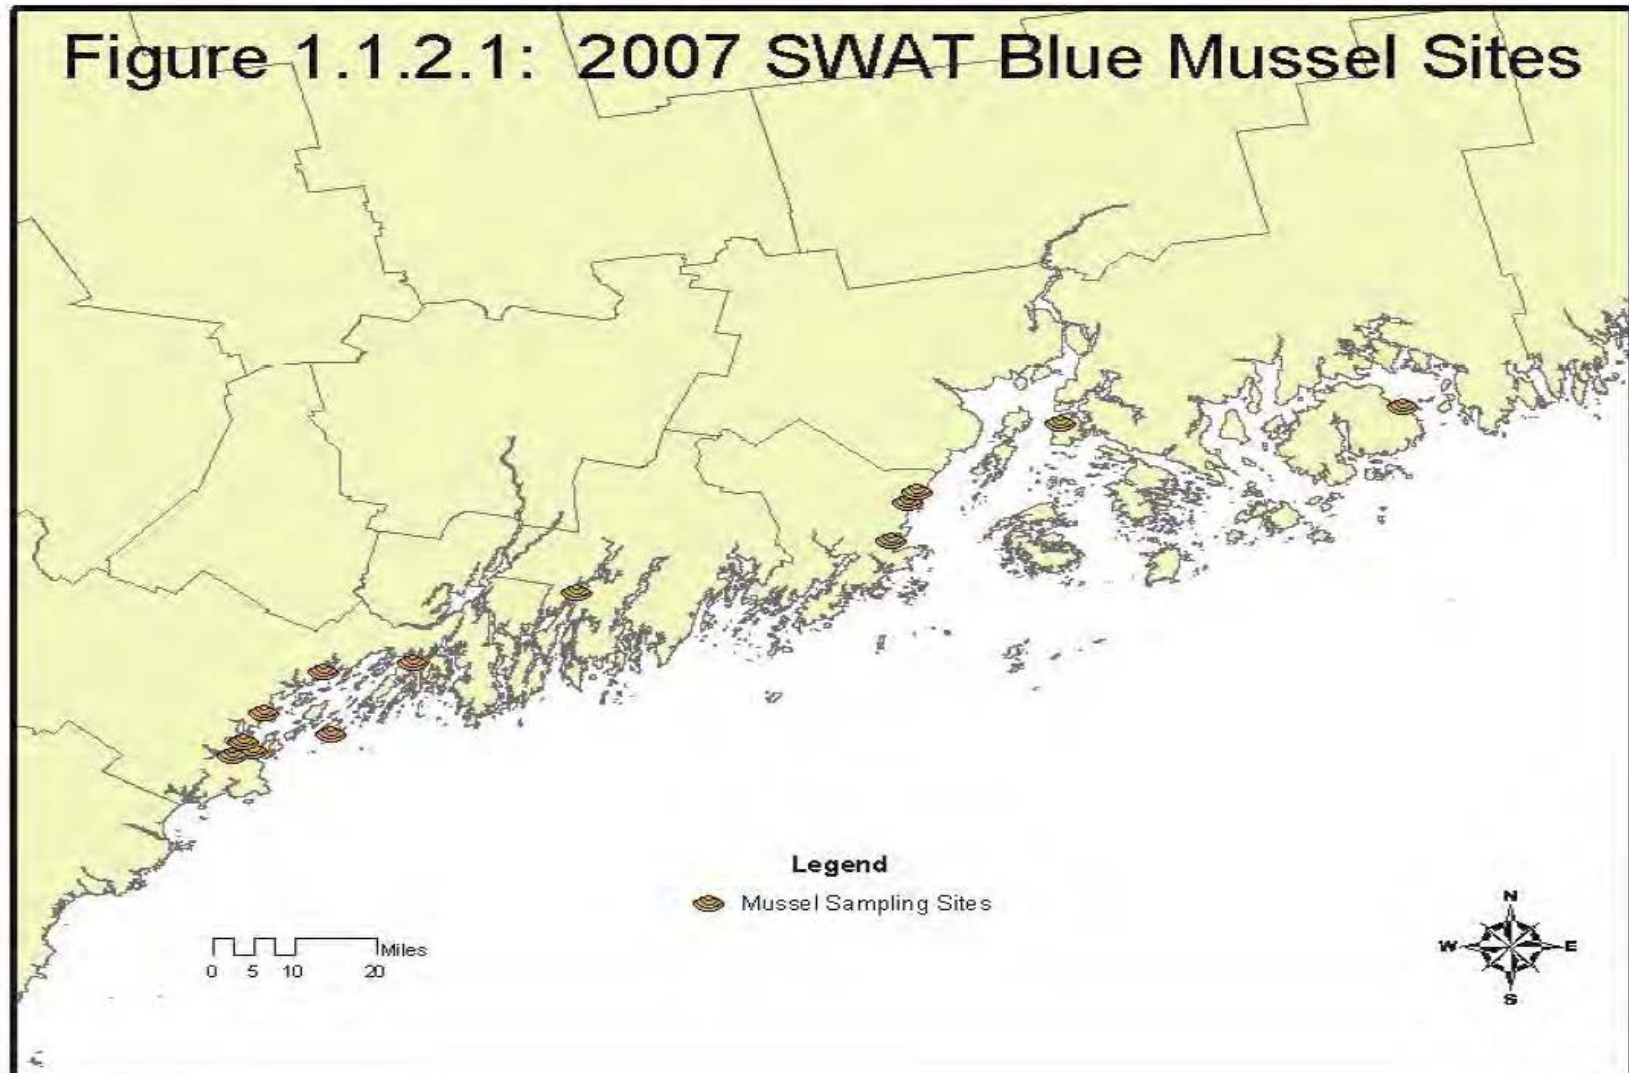 Figure 1.1.2.1: 2007 SWAT Blue Mussel Sites
Legend
Mussel Sampling Sites
Miles
0 5 10 20
N
W E
S